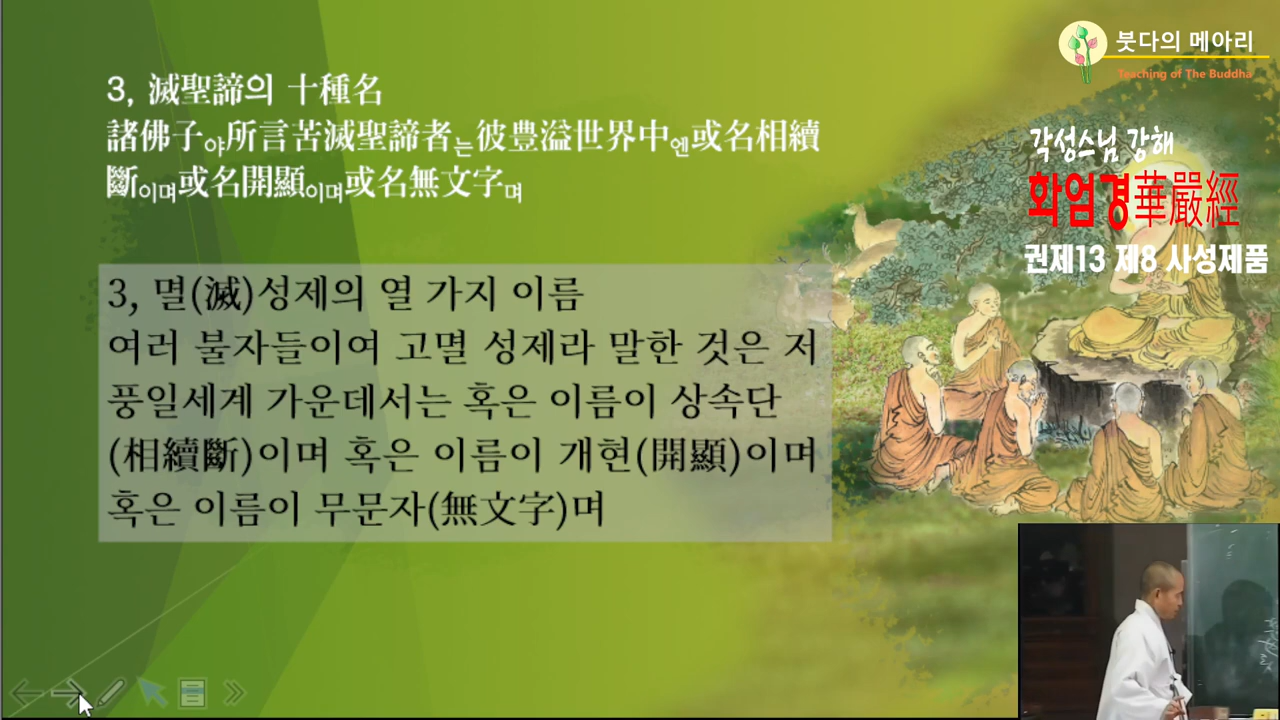 3, 滅聖諦의 十種名
諸佛子야所言苦滅聖諦者는彼豊溢世界中엔或名相續
斷이며或名開顯이며或名無文字며
3, 멸(滅)성제의 열 가지 이름
여러 불자들이여 고멸 성제라 말한 것은 저
풍일세계 가운데서는 혹은 이름이 상속단
(相續斷)이며 혹은 이름이 개현(開顯)이며
혹은 이름이 무문자(無文字)며
붓다의 메아리
Teaching of The Buddha
각성스님 강해
화엄경華嚴經
권제13 제8 사성제품